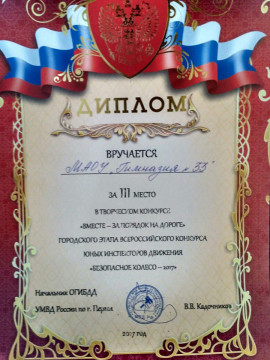 ДИПЛОМ
ВРУЧАЕТСЯ
МАОУ "Гимназия № 33"
ЗА III МЕСТО
В ТВОРЧЕСКОМ КОНКУРСЕ
«ВМЕСТЕ – ЗА ПОРЯДОК НА ДОРОГЕ»
ГОРОДСКОГО ЭТАПА ВСЕРОССИЙСКОГО КОНКУРСА
ЮНЫХ ИНСПЕКТОРОВ ДВИЖЕНИЯ
«БЕЗОПАСНОЕ КОЛЕСО – 2017»
Начальник ОГИБДД
УМВД России по г. Перми
В.В. Кадочников
2017 ГОД